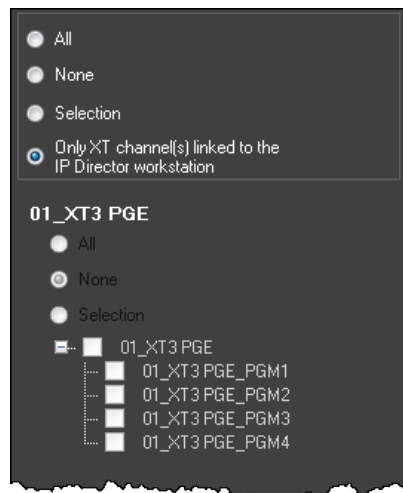 All
None
Selection
Only XT channel(s) linked to the
IP Director workstation
01_XT3 PGE
All
None
Selection
01_XT3 PGE
01_XT3 PGE_PGM1
01_XT3 PGE_PGM2
01_XT3 PGE_PGM3
01_XT3 PGE_PGM4